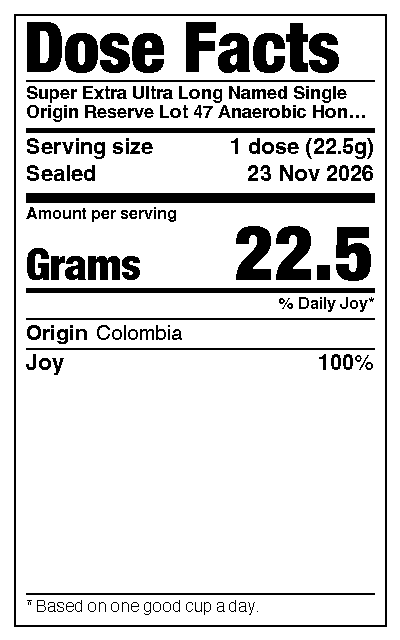 Dose Facts
Super Extra Ultra Long Named Single
Origin Reserve Lot 47 Anaerobic Hon...
Serving size 1 dose (22.5g)
Sealed 23 Nov 2026
Amount per serving
Grams 22.5
% Daily Joy*
Origin Colombia
Joy 100%
* Based on one good cup a day.